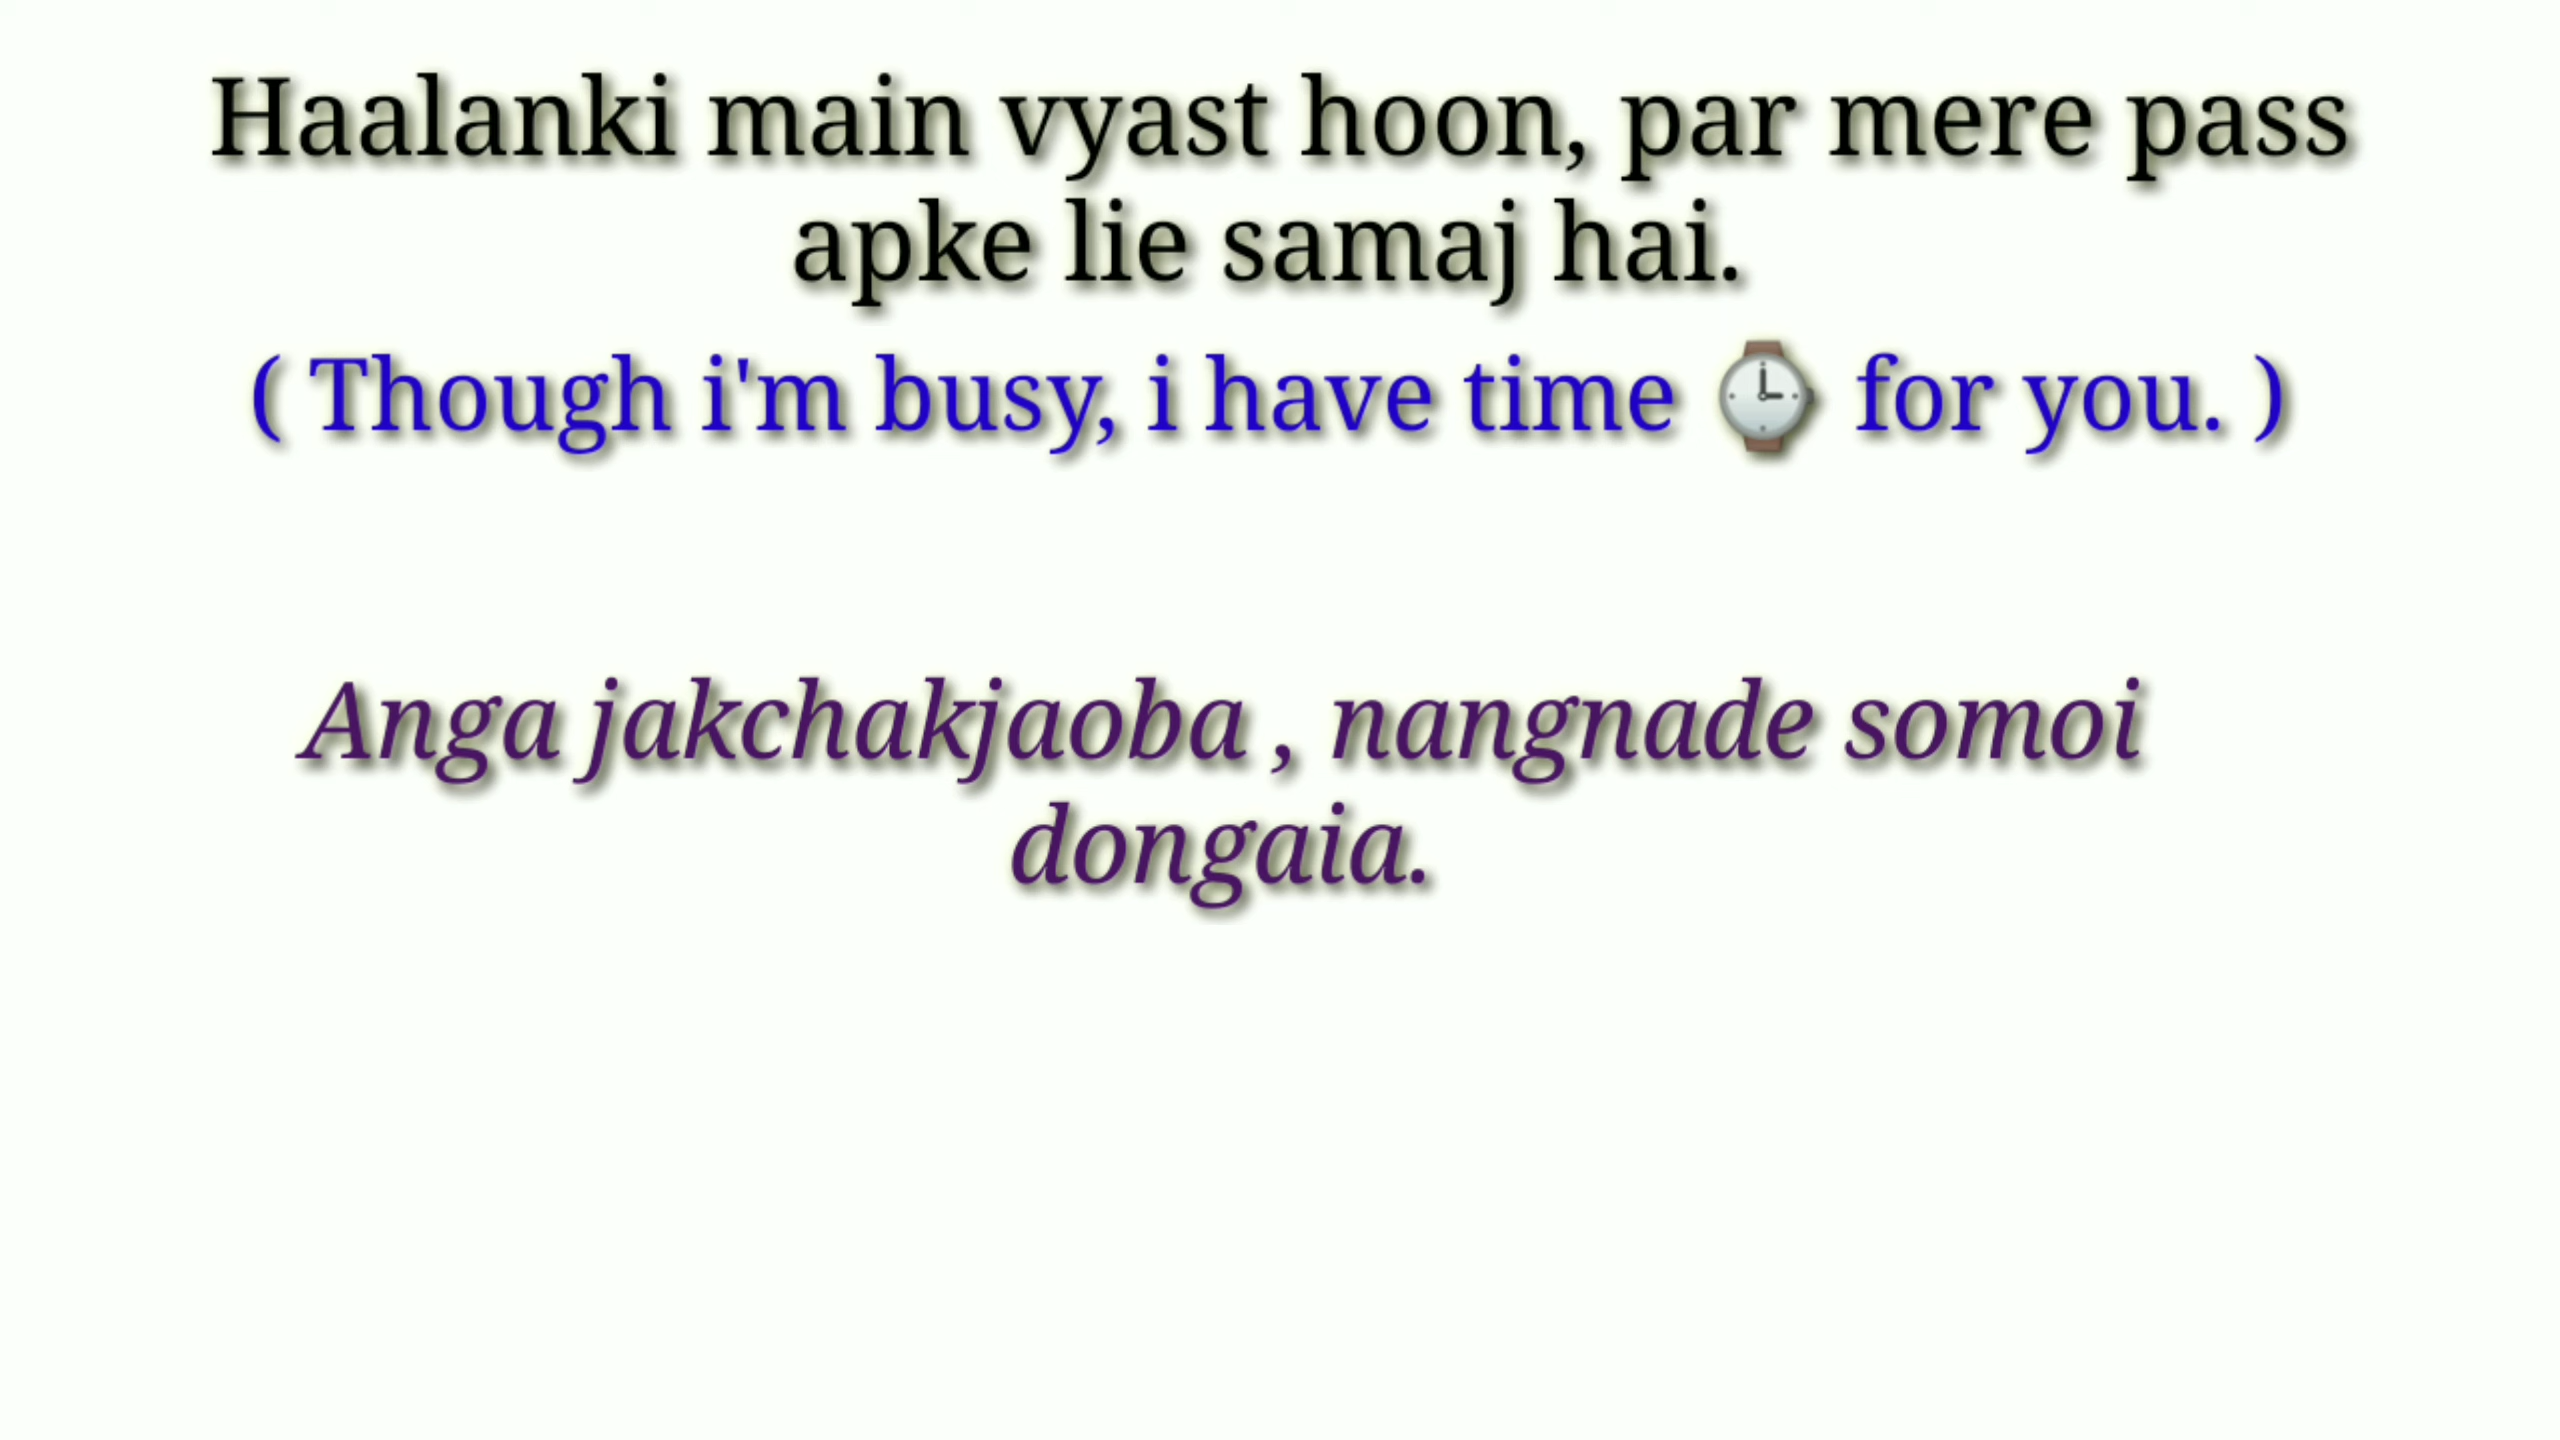 Haalanki main vyast hoon, par mere pass
apke lie samaj hai.
( Though i'm busy, i have time ⌚ for you. )
Anga jakchakjaoba , nangnade somoi
dongaia.